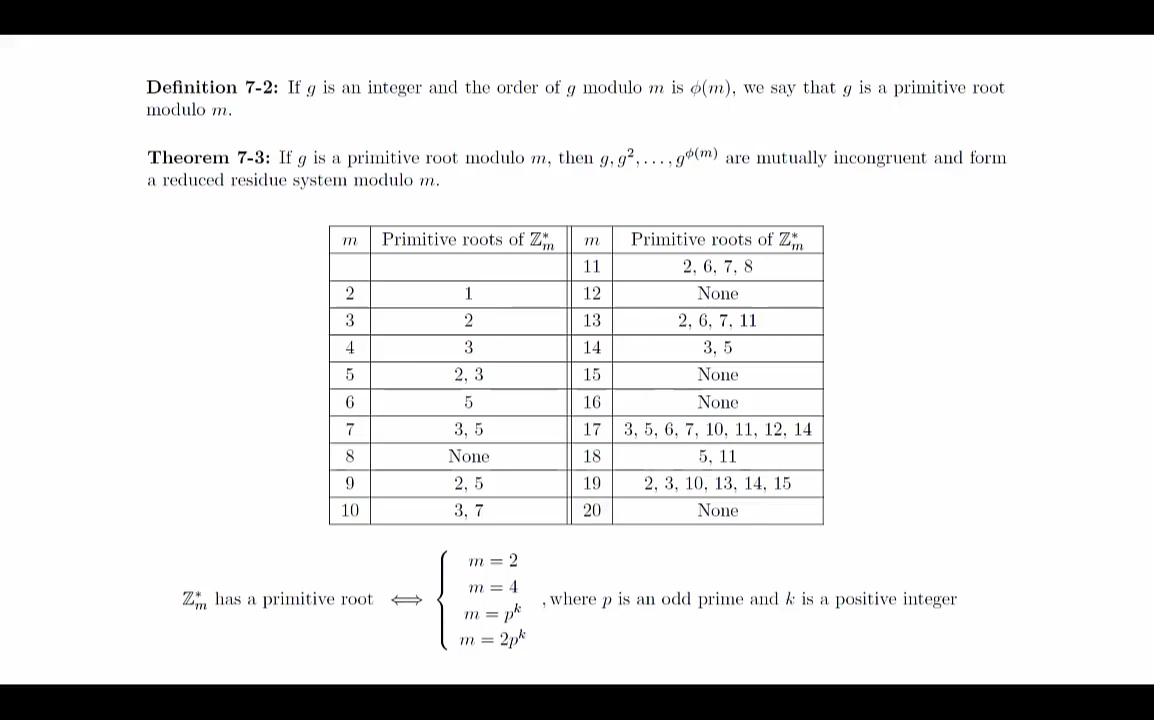 Definition 7-2: If g is an integer and the order of g modulo m is ϕ(m), we say that g is a primitive root
modulo m.
Theorem 7-3: If g is a primitive root modulo m, then g, g², . . . , g^ϕ(m) are mutually incongruent and form
a reduced residue system modulo m.
m Primitive roots of ℤ*ₘ m Primitive roots of ℤ*ₘ
11 2, 6, 7, 8
2 1 12 None
3 2 13 2, 6, 7, 11
4 3 14 3, 5
5 2, 3 15 None
6 5 16 None
7 3, 5 17 3, 5, 6, 7, 10, 11, 12, 14
8 None 18 5, 11
9 2, 5 19 2, 3, 10, 13, 14, 15
10 3, 7 20 None
m = 2
m = 4
ℤ*ₘ has a primitive root ⟺ { , where p is an odd prime and k is a positive integer
m = pᵏ
m = 2pᵏ